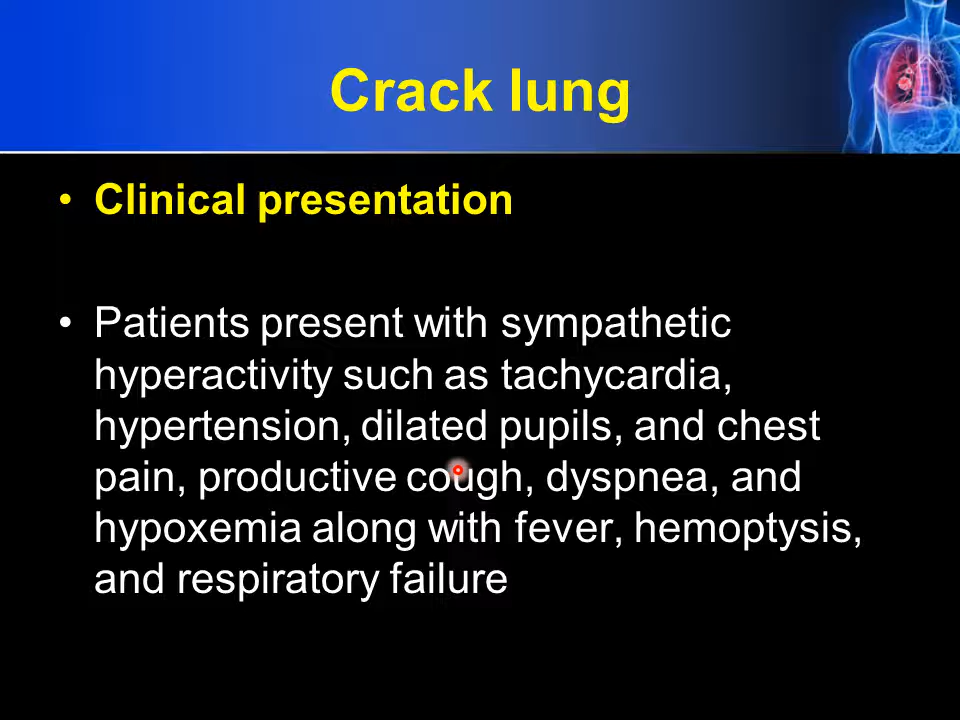 Crack lung
• Clinical presentation
• Patients present with sympathetic
hyperactivity such as tachycardia,
hypertension, dilated pupils, and chest
pain, productive cough, dyspnea, and
hypoxemia along with fever, hemoptysis,
and respiratory failure